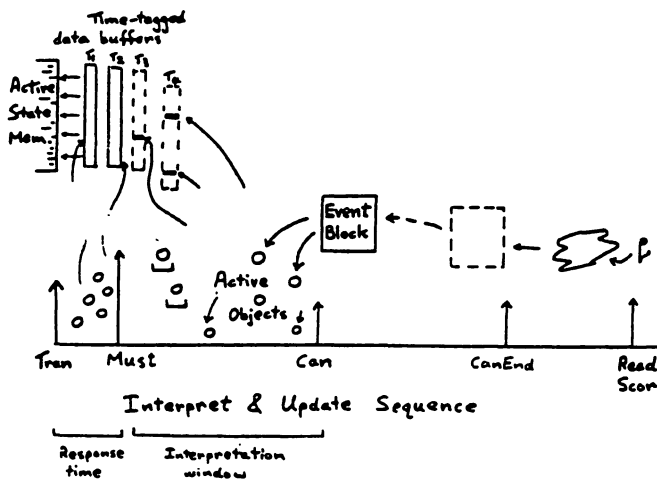 Time-tagged
data buffers
T1 T2 T3 T4
Active
State
Mem.
Event
Block
Active
Objects
Tran Must Can CanEnd Read
Scor
Interpret & Update Sequence
Response
time
Interpretation
window